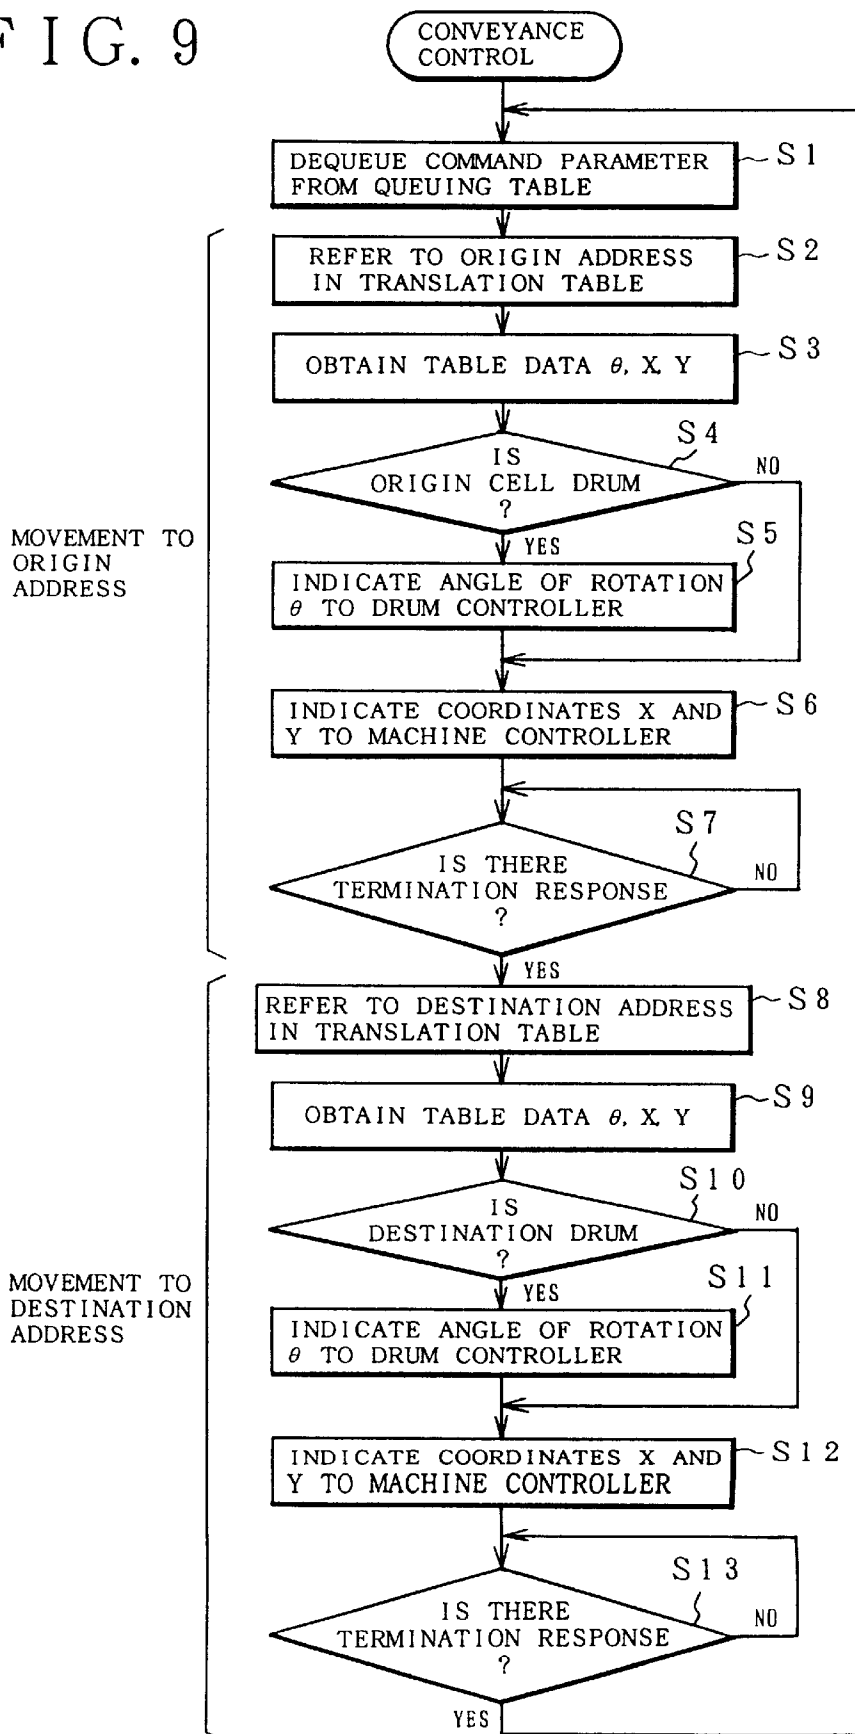 FIG. 9
CONVEYANCE
CONTROL
DEQUEUE COMMAND PARAMETER
FROM QUEUING TABLE
S1
REFER TO ORIGIN ADDRESS
IN TRANSLATION TABLE
S2
OBTAIN TABLE DATA θ, X, Y
S3
IS
ORIGIN CELL DRUM
?
S4
NO
YES
MOVEMENT TO
ORIGIN
ADDRESS
INDICATE ANGLE OF ROTATION
θ TO DRUM CONTROLLER
S5
INDICATE COORDINATES X AND
Y TO MACHINE CONTROLLER
S6
IS THERE
TERMINATION RESPONSE
?
S7
NO
YES
REFER TO DESTINATION ADDRESS
IN TRANSLATION TABLE
S8
OBTAIN TABLE DATA θ, X, Y
S9
IS
DESTINATION DRUM
?
S10
NO
YES
MOVEMENT TO
DESTINATION
ADDRESS
INDICATE ANGLE OF ROTATION
θ TO DRUM CONTROLLER
S11
INDICATE COORDINATES X AND
Y TO MACHINE CONTROLLER
S12
IS THERE
TERMINATION RESPONSE
?
S13
NO
YES